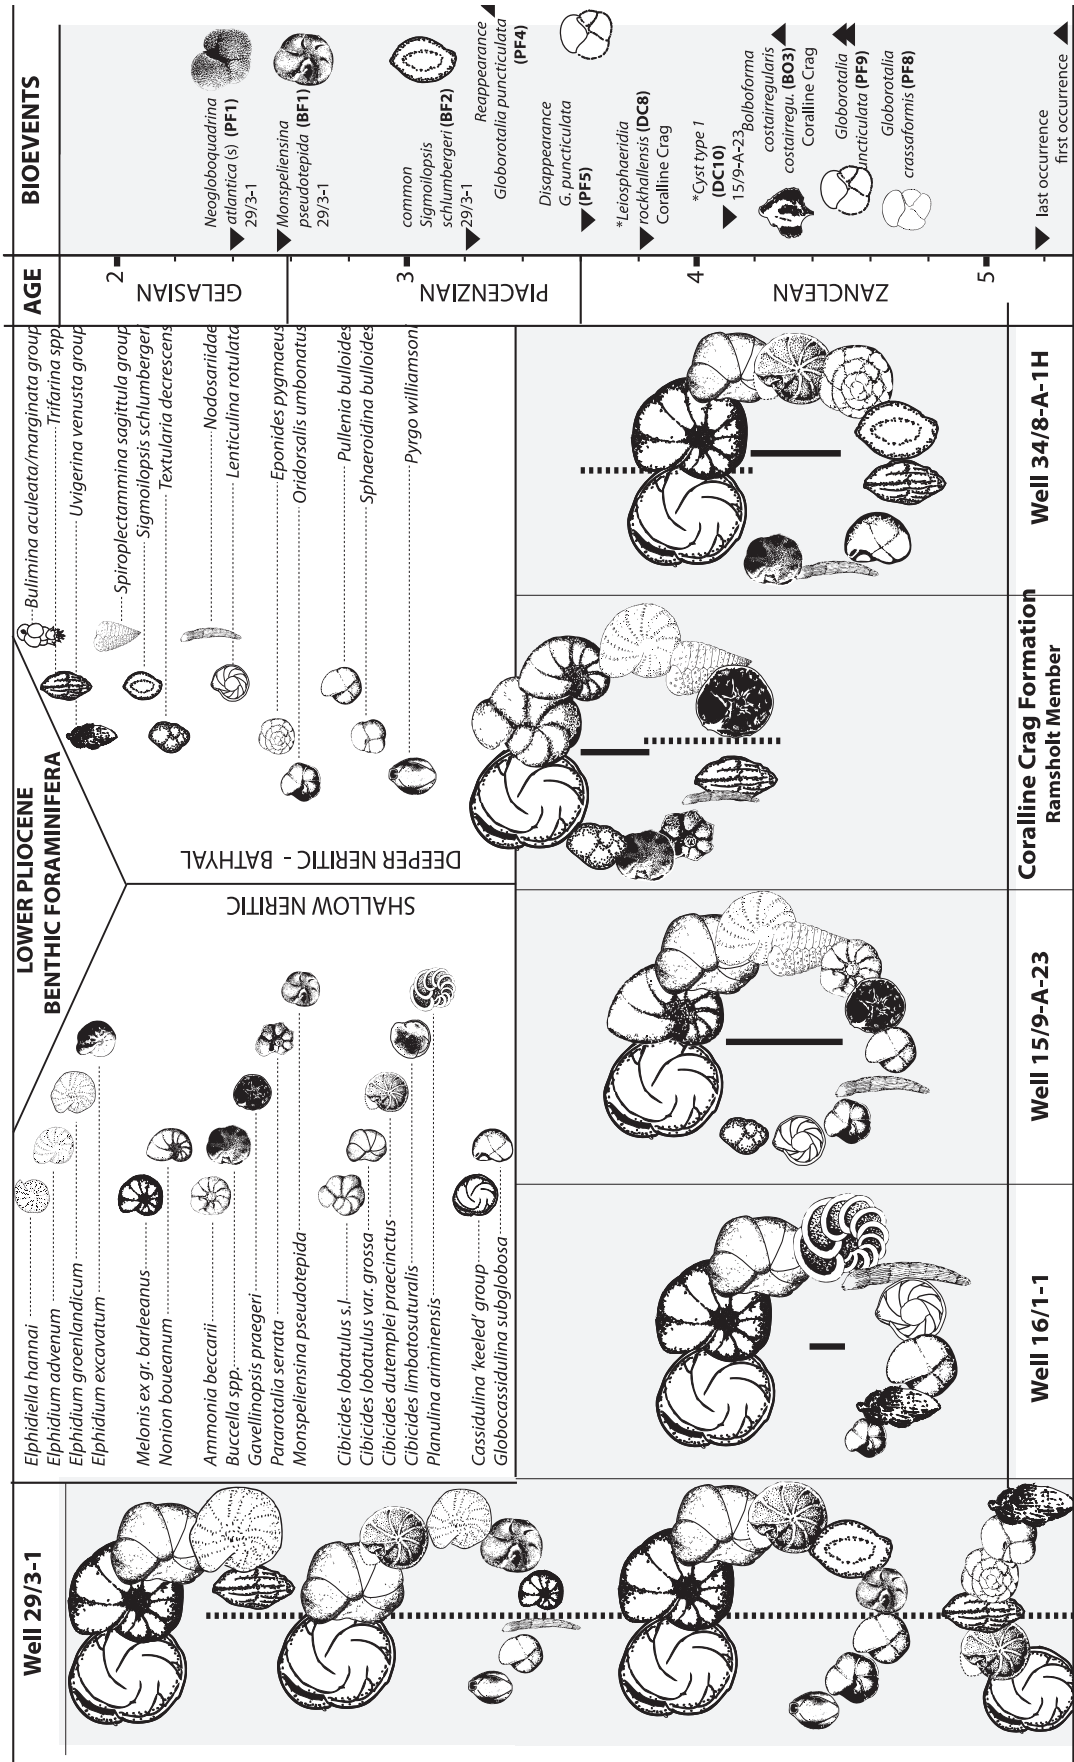 BIOEVENTS
Neogloboquadrina
atlantica (s) (PF1)
29/3-1
Monspeliensina
pseudotepida (BF1)
29/3-1
common
Sigmoilopsis
schlumbergeri (BF2)
29/3-1
Reappearance
Globorotalia puncticulata
(PF4)
Disappearance
G. puncticulata
(PF5)
*Leiosphaeridia
rockhallensis (DC8)
Coralline Crag
*Cyst type 1
(DC10)
15/9-A-23
Bolboforma
costairregularis
costairregu. (BO3)
Coralline Crag
Globorotalia
uncticulata (PF9)
Globorotalia
crassaformis (PF8)
last occurrence
first occurrence
AGE
2
3
4
5
GELASIAN
PIACENZIAN
ZANCLEAN
LOWER PLIOCENE
BENTHIC FORAMINIFERA
Bulimina aculeata/marginata group
Trifarina spp
Uvigerina venusta group
Spiroplectammina sagittula group
Sigmoilopsis schlumbergeri
Textularia decrescens
Nodosariidae
Lenticulina rotulata
Eponides pygmaeus
Oridorsalis umbonatus
Pullenia bulloides
Sphaeroidina bulloides
Pyrgo williamsoni
DEEPER NERITIC - BATHYAL
SHALLOW NERITIC
Elphidiella hannai
Elphidium advenum
Elphidium groenlandicum
Elphidium excavatum
Melonis ex gr. barleeanus
Nonion boueanum
Ammonia beccarii
Buccella spp.
Gavellinopsis praegeri
Pararotalia serrata
Monspeliensina pseudotepida
Cibicides lobatulus s.l
Cibicides lobatulus var. grossa
Cibicides dutemplei praecinctus
Cibicides limbatosuturalis
Planulina ariminensis
Cassidulina 'keeled' group
Globocassidulina subglobosa
Well 34/8-A-1H
Coralline Crag Formation
Ramsholt Member
Well 15/9-A-23
Well 16/1-1
Well 29/3-1